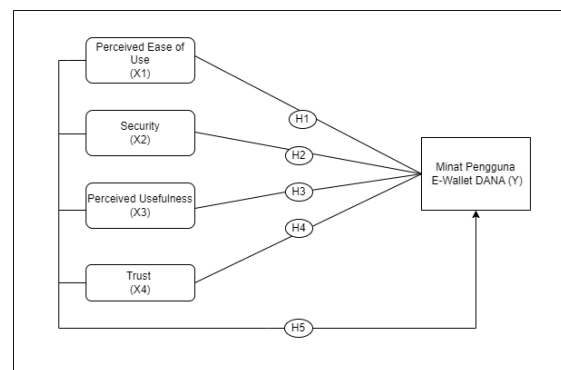 Perceived Ease of
Use
(X1)
H1
Security
(X2)
H2
Minat Pengguna
E-Wallet DANA (Y)
Perceived Usefulness
(X3)
H3
H4
Trust
(X4)
H5